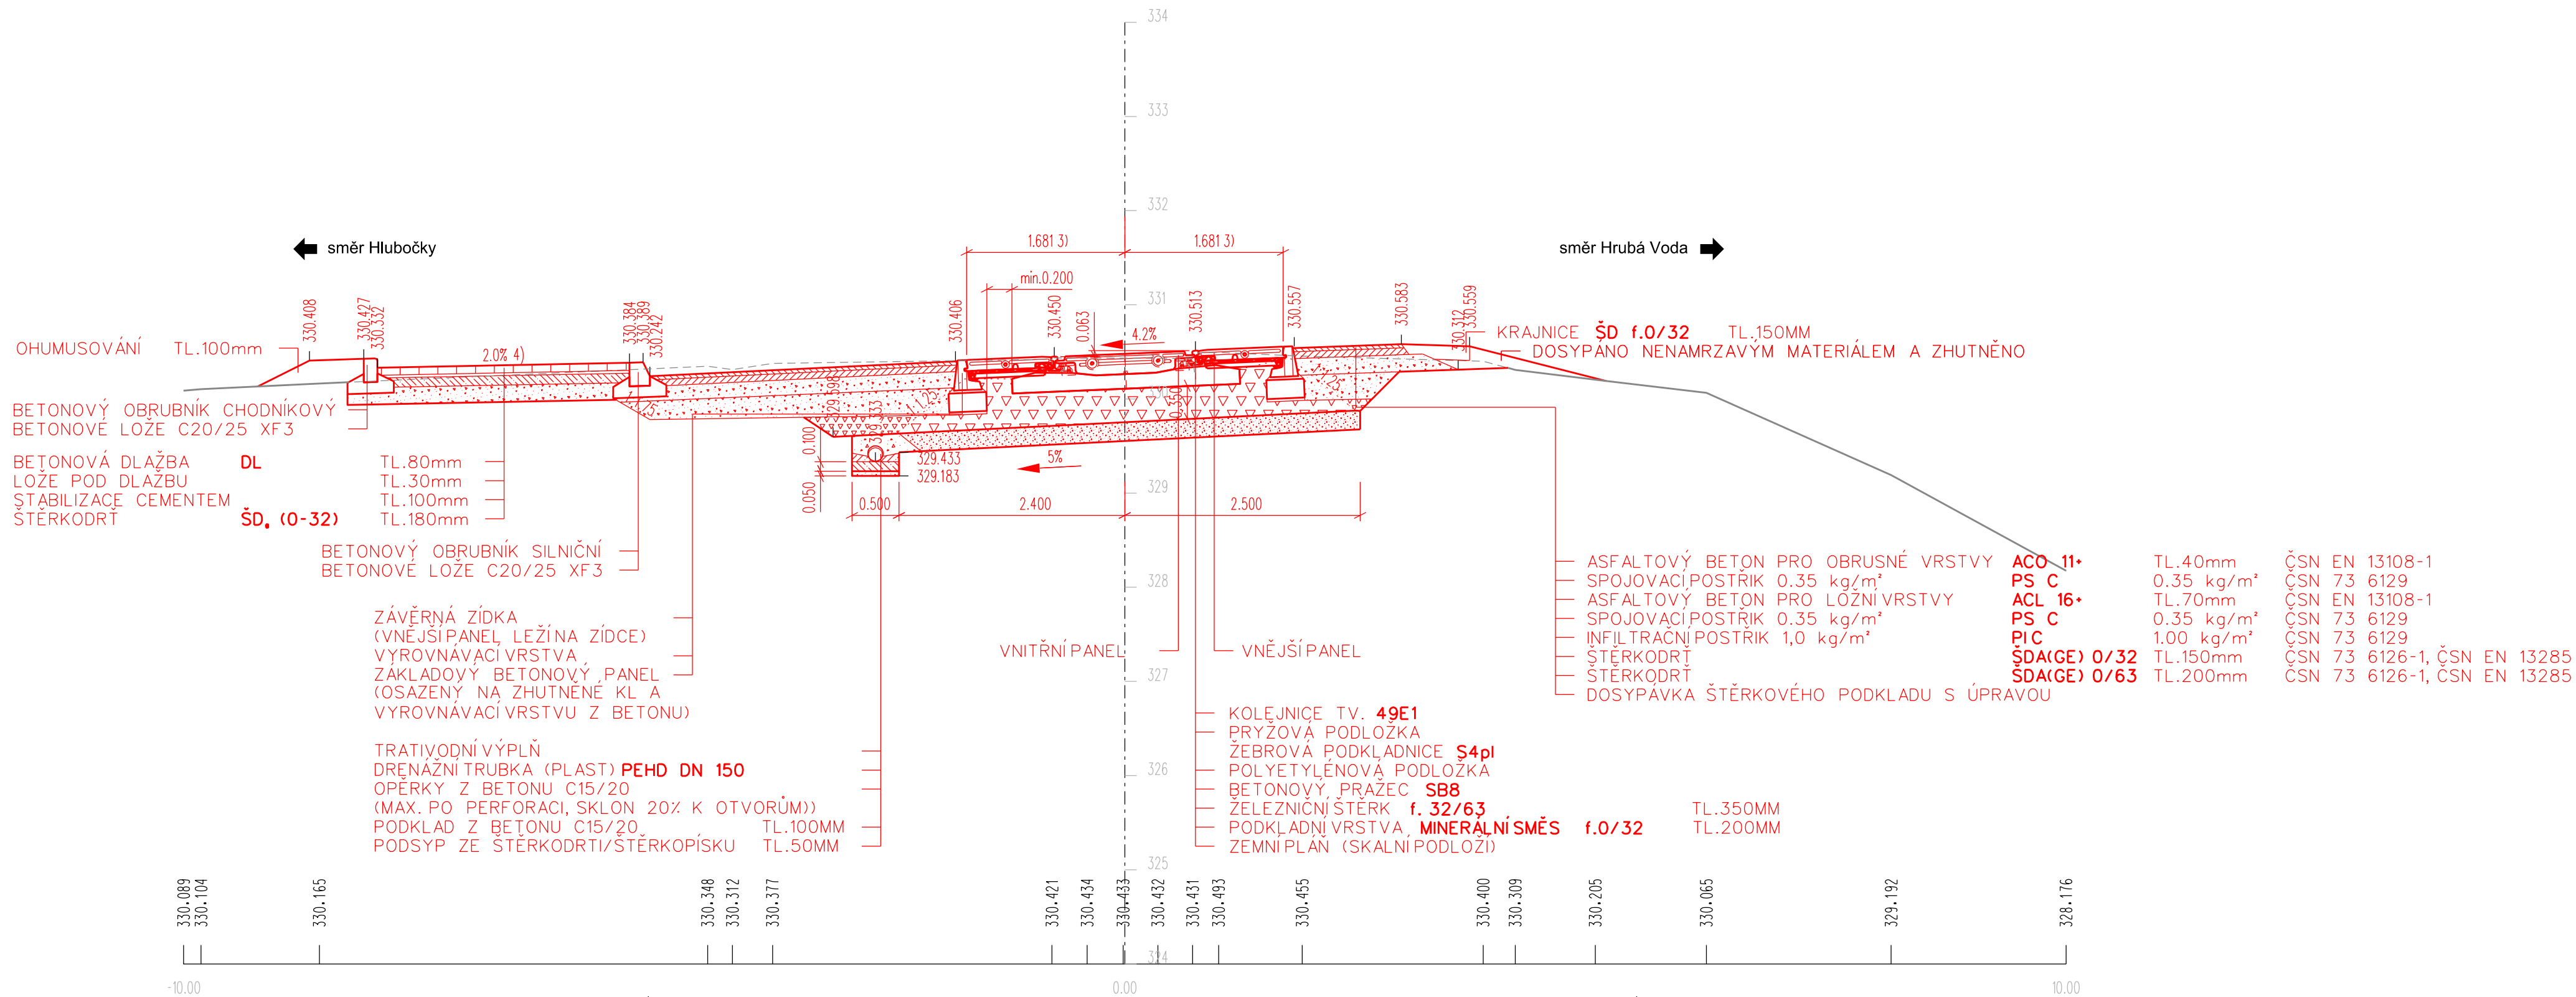 334
333
332
331
329
328
327
326
325
324
směr Hlubočky
směr Hrubá Voda
1.681 3)
1.681 3)
min.0.200
330.408
330.427
330.332
330.384
330.389
330.242
330.406
330.450
0.063
4.2%
330.513
330.557
330.583
330.312
330.559
2.0% 4)
OHUMUSOVÁNÍ TL.100mm
KRAJNICE ŠD f.0/32 TL.150MM
DOSYPÁNO NENAMRZAVÝM MATERIÁLEM A ZHUTNĚNO
BETONOVÝ OBRUBNÍK CHODNÍKOVÝ
BETONOVÉ LOŽE C20/25 XF3
BETONOVÁ DLAŽBA DL TL.80mm
LOŽE POD DLAŽBU TL.30mm
STABILIZACE CEMENTEM TL.100mm
ŠTĚRKODRŤ ŠD (0-32) TL.180mm
0.350
0.100
0.050
329.433
329.183
5%
0.500
2.400
2.500
BETONOVÝ OBRUBNÍK SILNIČNÍ
BETONOVÉ LOŽE C20/25 XF3
ZÁVĚRNÁ ZÍDKA
(VNĚJŠÍ PANEL LEŽÍ NA ZÍDCE)
VYROVNÁVACÍ VRSTVA
ZÁKLADOVÝ BETONOVÝ PANEL
(OSAZENÝ NA ZHUTNĚNÉ KL A
VYROVNÁVACÍ VRSTVU Z BETONU)
VNITŘNÍ PANEL
VNĚJŠÍ PANEL
TRATIVODNÍ VÝPLŇ
DRENÁŽNÍ TRUBKA (PLAST) PEHD DN 150
OPĚRKY Z BETONU C15/20
(MAX. PO PERFORACI, SKLON 20% K OTVORŮM))
PODKLAD Z BETONU C15/20 TL.100MM
PODSYP ZE ŠTĚRKODRTI/ŠTĚRKOPÍSKU TL.50MM
KOLEJNICE TV. 49E1
PRYŽOVÁ PODLOŽKA
ŽEBROVÁ PODKLADNICE S4pl
POLYETYLÉNOVÁ PODLOŽKA
BETONOVÝ PRAŽEC SB8
ŽELEZNIČNÍ ŠTĚRK f. 32/63 TL.350MM
PODKLADNÍ VRSTVA MINERÁLNÍ SMĚS f.0/32 TL.200MM
ZEMNÍ PLÁŇ (SKALNÍ PODLOŽÍ)
ASFALTOVÝ BETON PRO OBRUSNÉ VRSTVY ACO 11+ TL.40mm ČSN EN 13108-1
SPOJOVACÍ POSTŘIK 0.35 kg/m² PS C 0.35 kg/m² ČSN 73 6129
ASFALTOVÝ BETON PRO LOŽNÍ VRSTVY ACL 16+ TL.70mm ČSN EN 13108-1
SPOJOVACÍ POSTŘIK 0.35 kg/m² PS C 0.35 kg/m² ČSN 73 6129
INFILTRAČNÍ POSTŘIK 1,0 kg/m² PI C 1.00 kg/m² ČSN 73 6129
ŠTĚRKODRŤ ŠDA(GE) 0/32 TL.150mm ČSN 73 6126-1, ČSN EN 13285
ŠTĚRKODRŤ ŠDA(GE) 0/63 TL.200mm ČSN 73 6126-1, ČSN EN 13285
DOSYPÁVKA ŠTĚRKOVÉHO PODKLADU S ÚPRAVOU
330.089
330.104
330.165
330.348
330.312
330.377
330.421
330.434
330.433
330.432
330.431
330.493
330.455
330.400
330.309
330.205
330.065
329.192
328.176
-10.00
0.00
10.00